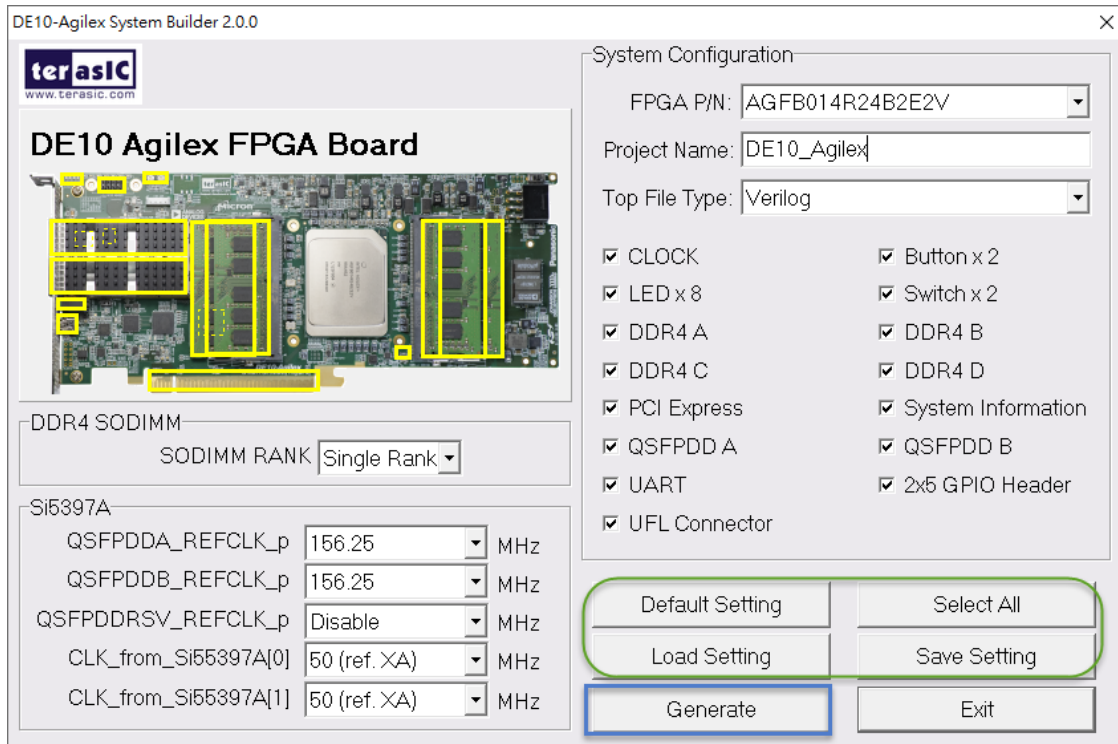 DE10-Agilex System Builder 2.0.0
terasIC
www.terasic.com
DE10 Agilex FPGA Board
Micron
Panasonic
DE10-Agilex
DDR4 SODIMM
SODIMM RANK Single Rank
Si5397A
QSFPDDA_REFCLK_p 156.25 MHz
QSFPDDB_REFCLK_p 156.25 MHz
QSFPDDRSV_REFCLK_p Disable MHz
CLK_from_Si55397A[0] 50 (ref. XA) MHz
CLK_from_Si55397A[1] 50 (ref. XA) MHz
System Configuration
FPGA P/N: AGFB014R24B2E2V
Project Name: DE10_Agilex
Top File Type: Verilog
CLOCK Button x 2
LED x 8 Switch x 2
DDR4 A DDR4 B
DDR4 C DDR4 D
PCI Express System Information
QSFPDD A QSFPDD B
UART 2x5 GPIO Header
UFL Connector
Default Setting Select All
Load Setting Save Setting
Generate Exit